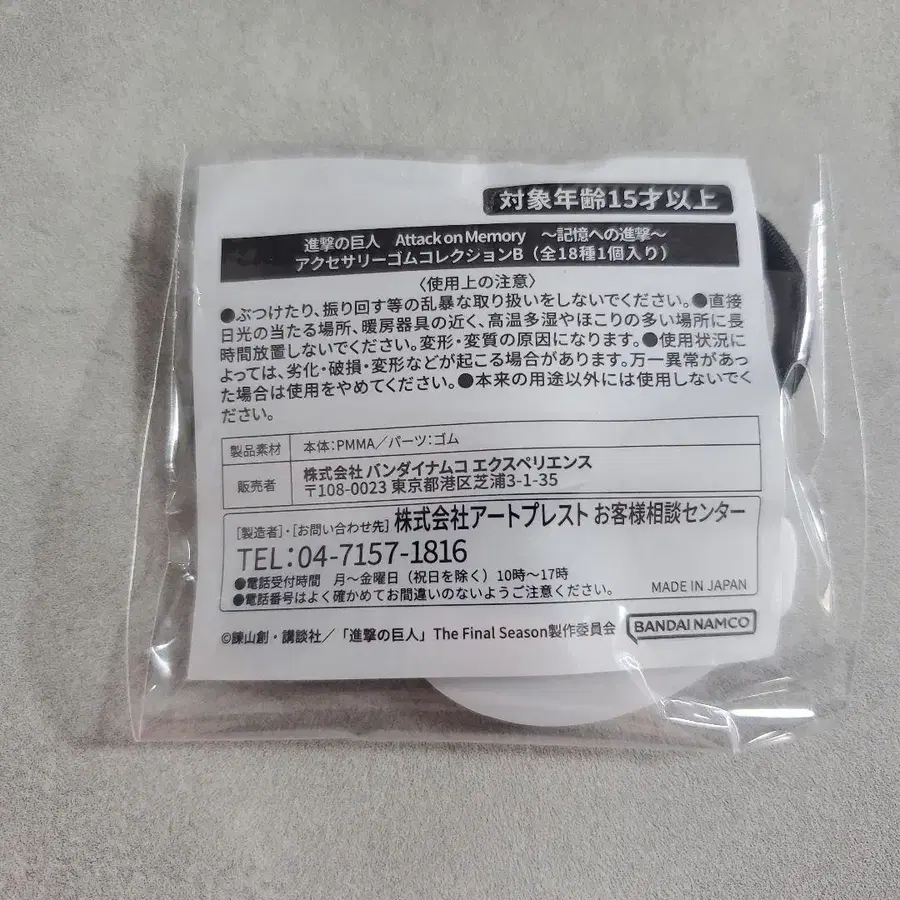 対象年齢15才以上
進撃の巨人 Attack on Memory ～記憶への進撃～
アクセサリーゴムコレクションB（全18種1個入り）
〈使用上の注意〉
●ぶつけたり、振り回す等の乱暴な取り扱いをしないでください。●直接
日光の当たる場所、暖房器具の近く、高温多湿やほこりの多い場所に長
時間放置しないでください。変形・変質の原因になります。●使用状況に
よっては、劣化・破損・変形などが起こる場合があります。万一異常があっ
た場合は使用をやめてください。●本来の用途以外には使用しないでく
ださい。
製品素材 本体：PMMA／パーツ：ゴム
販売者 株式会社 バンダイナムコ エクスペリエンス
〒108-0023 東京都港区芝浦3-1-35
［製造者］・［お問い合わせ先］ 株式会社アートプレスト お客様相談センター
TEL：04-7157-1816
●電話受付時間 月～金曜日（祝日を除く）10時～17時
●電話番号はよく確かめてお間違いのないようご注意ください。 MADE IN JAPAN
©諫山創・講談社／「進撃の巨人」The Final Season製作委員会 BANDAI NAMCO